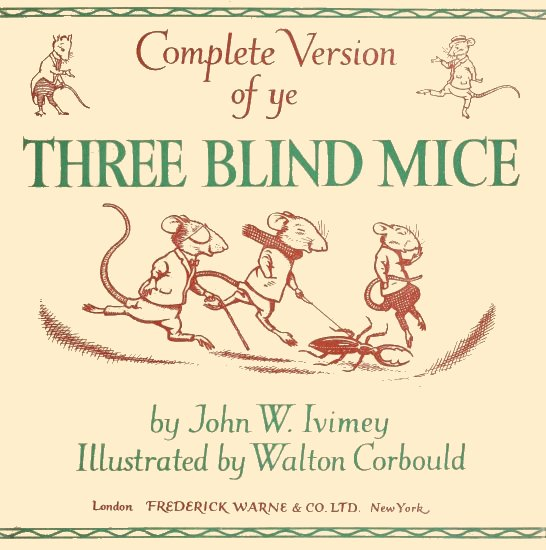 Complete Version
of ye
THREE BLIND MICE
by John W. Ivimey
Illustrated by Walton Corbould
London FREDERICK WARNE & CO. LTD. New York